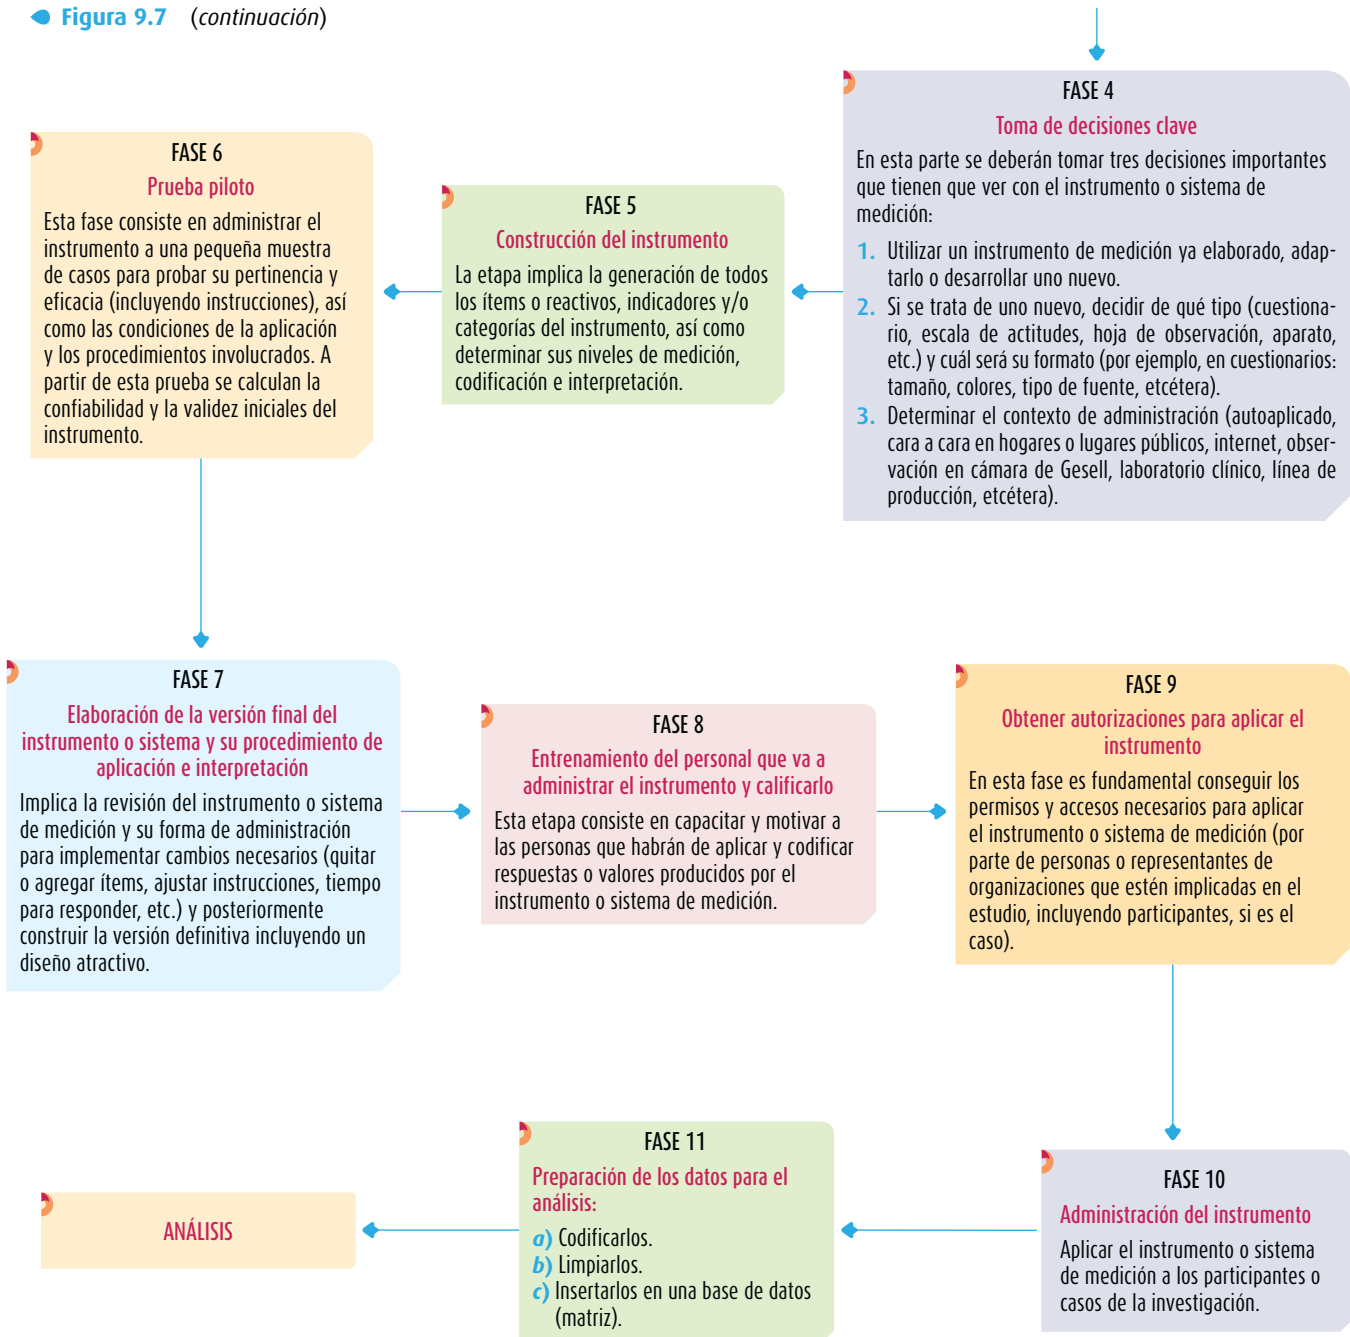 Figura 9.7 (continuación)
FASE 4
Toma de decisiones clave
En esta parte se deberán tomar tres decisiones importantes
que tienen que ver con el instrumento o sistema de
medición:
1. Utilizar un instrumento de medición ya elaborado, adap-
tarlo o desarrollar uno nuevo.
2. Si se trata de uno nuevo, decidir de qué tipo (cuestiona-
rio, escala de actitudes, hoja de observación, aparato,
etc.) y cuál será su formato (por ejemplo, en cuestionarios:
tamaño, colores, tipo de fuente, etcétera).
3. Determinar el contexto de administración (autoaplicado,
cara a cara en hogares o lugares públicos, internet, obser-
vación en cámara de Gesell, laboratorio clínico, línea de
producción, etcétera).
FASE 5
Construcción del instrumento
La etapa implica la generación de todos
los ítems o reactivos, indicadores y/o
categorías del instrumento, así como
determinar sus niveles de medición,
codificación e interpretación.
FASE 6
Prueba piloto
Esta fase consiste en administrar el
instrumento a una pequeña muestra
de casos para probar su pertinencia y
eficacia (incluyendo instrucciones), así
como las condiciones de la aplicación
y los procedimientos involucrados. A
partir de esta prueba se calculan la
confiabilidad y la validez iniciales del
instrumento.
FASE 7
Elaboración de la versión final del
instrumento o sistema y su procedimiento de
aplicación e interpretación
Implica la revisión del instrumento o sistema
de medición y su forma de administración
para implementar cambios necesarios (quitar
o agregar ítems, ajustar instrucciones, tiempo
para responder, etc.) y posteriormente
construir la versión definitiva incluyendo un
diseño atractivo.
FASE 8
Entrenamiento del personal que va a
administrar el instrumento y calificarlo
Esta etapa consiste en capacitar y motivar a
las personas que habrán de aplicar y codificar
respuestas o valores producidos por el
instrumento o sistema de medición.
FASE 9
Obtener autorizaciones para aplicar el
instrumento
En esta fase es fundamental conseguir los
permisos y accesos necesarios para aplicar
el instrumento o sistema de medición (por
parte de personas o representantes de
organizaciones que estén implicadas en el
estudio, incluyendo participantes, si es el
caso).
FASE 10
Administración del instrumento
Aplicar el instrumento o sistema
de medición a los participantes o
casos de la investigación.
FASE 11
Preparación de los datos para el
análisis:
a) Codificarlos.
b) Limpiarlos.
c) Insertarlos en una base de datos
(matriz).
ANÁLISIS